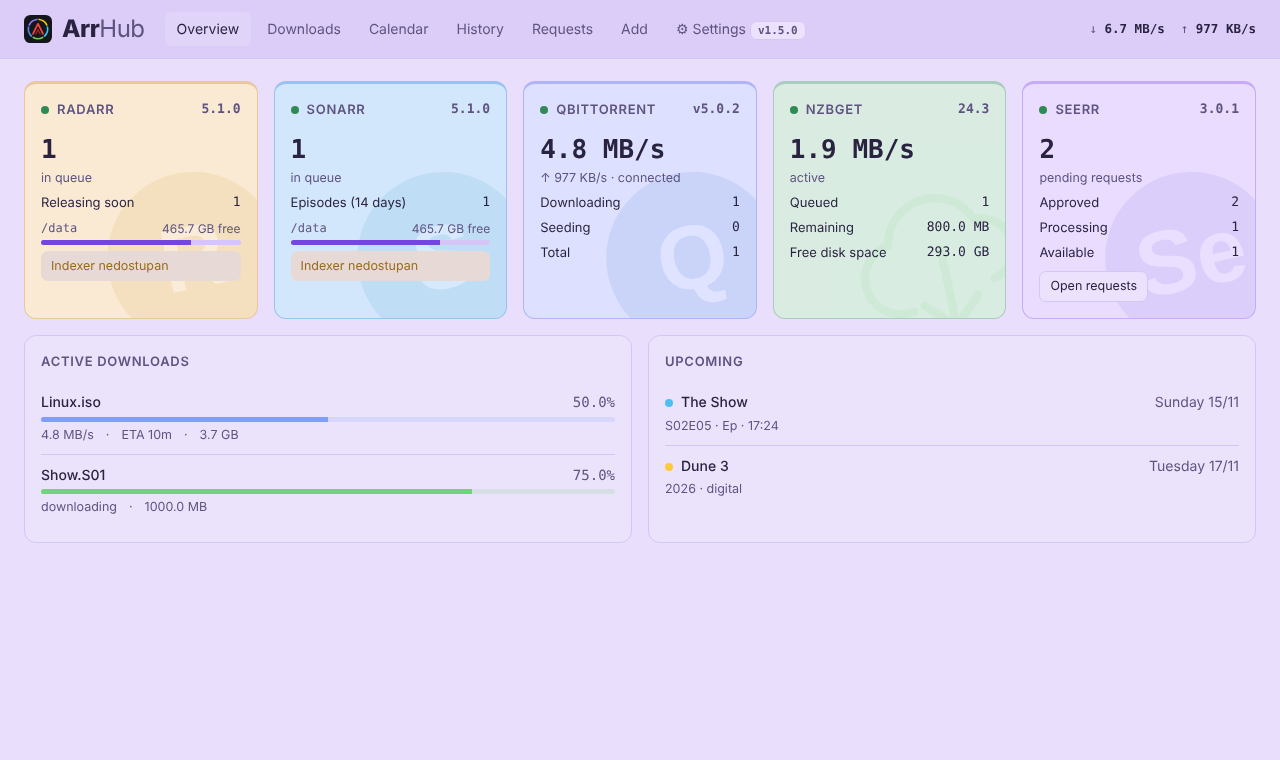 ArrHub Overview Downloads Calendar History Requests Add ⚙ Settings v1.5.0 ↓ 6.7 MB/s ↑ 977 KB/s
RADARR 5.1.0
1
in queue
Releasing soon 1
/data 465.7 GB free
Indexer nedostupan
SONARR 5.1.0
1
in queue
Episodes (14 days) 1
/data 465.7 GB free
Indexer nedostupan
QBITTORRENT v5.0.2
4.8 MB/s
↑ 977 KB/s · connected
Downloading 1
Seeding 0
Total 1
Q
NZBGET 24.3
1.9 MB/s
active
Queued 1
Remaining 800.0 MB
Free disk space 293.0 GB
SEERR 3.0.1
2
pending requests
Approved 2
Processing 1
Available 1
Open requests
Se
ACTIVE DOWNLOADS
Linux.iso 50.0%
4.8 MB/s · ETA 10m · 3.7 GB
Show.S01 75.0%
downloading · 1000.0 MB
UPCOMING
The Show Sunday 15/11
S02E05 · Ep · 17:24
Dune 3 Tuesday 17/11
2026 · digital